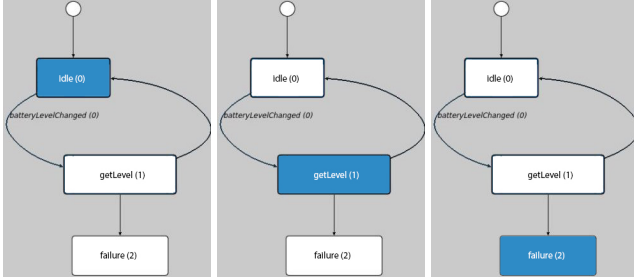 Idle (0)
batteryLevelChanged (0)
getLevel (1)
failure (2)
Idle (0)
batteryLevelChanged (0)
getLevel (1)
failure (2)
Idle (0)
batteryLevelChanged (0)
getLevel (1)
failure (2)